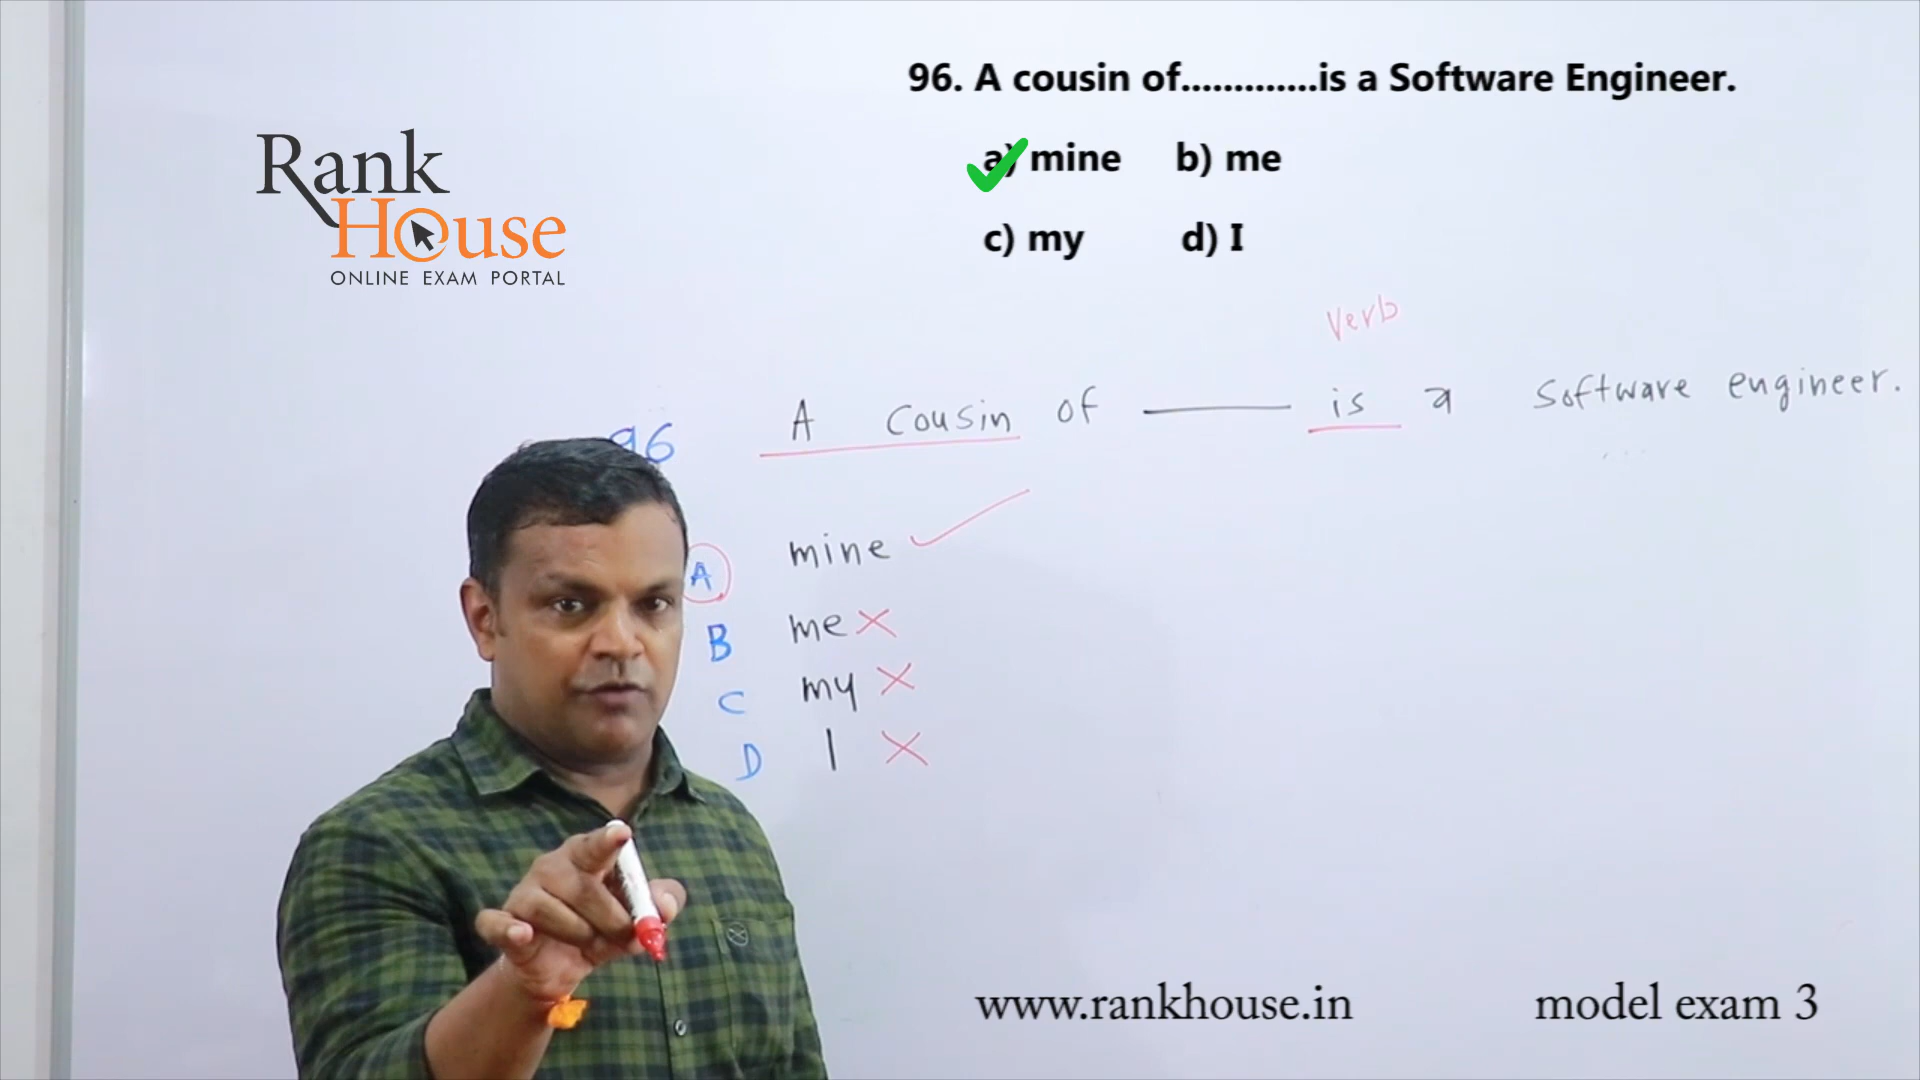 96. A cousin of.............is a Software Engineer.
a) mine b) me
c) my d) I
Rank
House
ONLINE EXAM PORTAL
Verb
96 A cousin of ——— is a Software engineer.
A mine
B me
C my
D I
www.rankhouse.in model exam 3